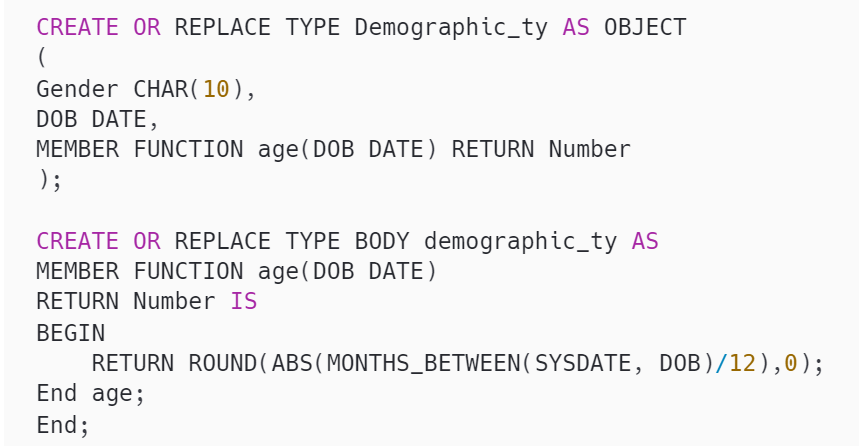 CREATE OR REPLACE TYPE Demographic_ty AS OBJECT
(
Gender CHAR(10),
DOB DATE,
MEMBER FUNCTION age(DOB DATE) RETURN Number
);
CREATE OR REPLACE TYPE BODY demographic_ty AS
MEMBER FUNCTION age(DOB DATE)
RETURN Number IS
BEGIN
    RETURN ROUND(ABS(MONTHS_BETWEEN(SYSDATE, DOB)/12),0);
End age;
End;